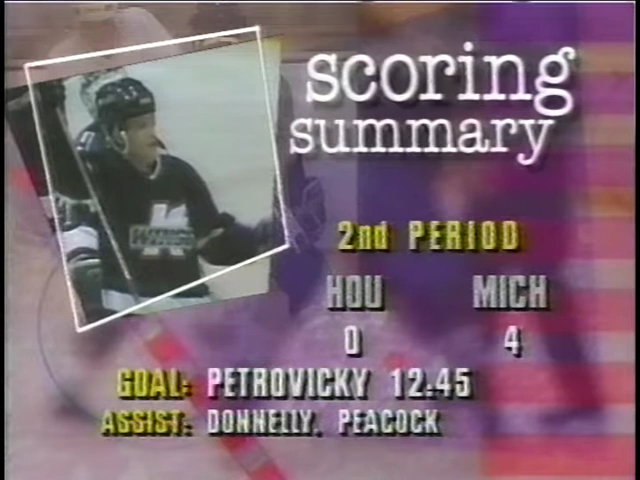 scoring
summary
2nd PERIOD
HOU MICH
0 4
GOAL: PETROVICKY 12:45
ASSIST: DONNELLY, PEACOCK
K